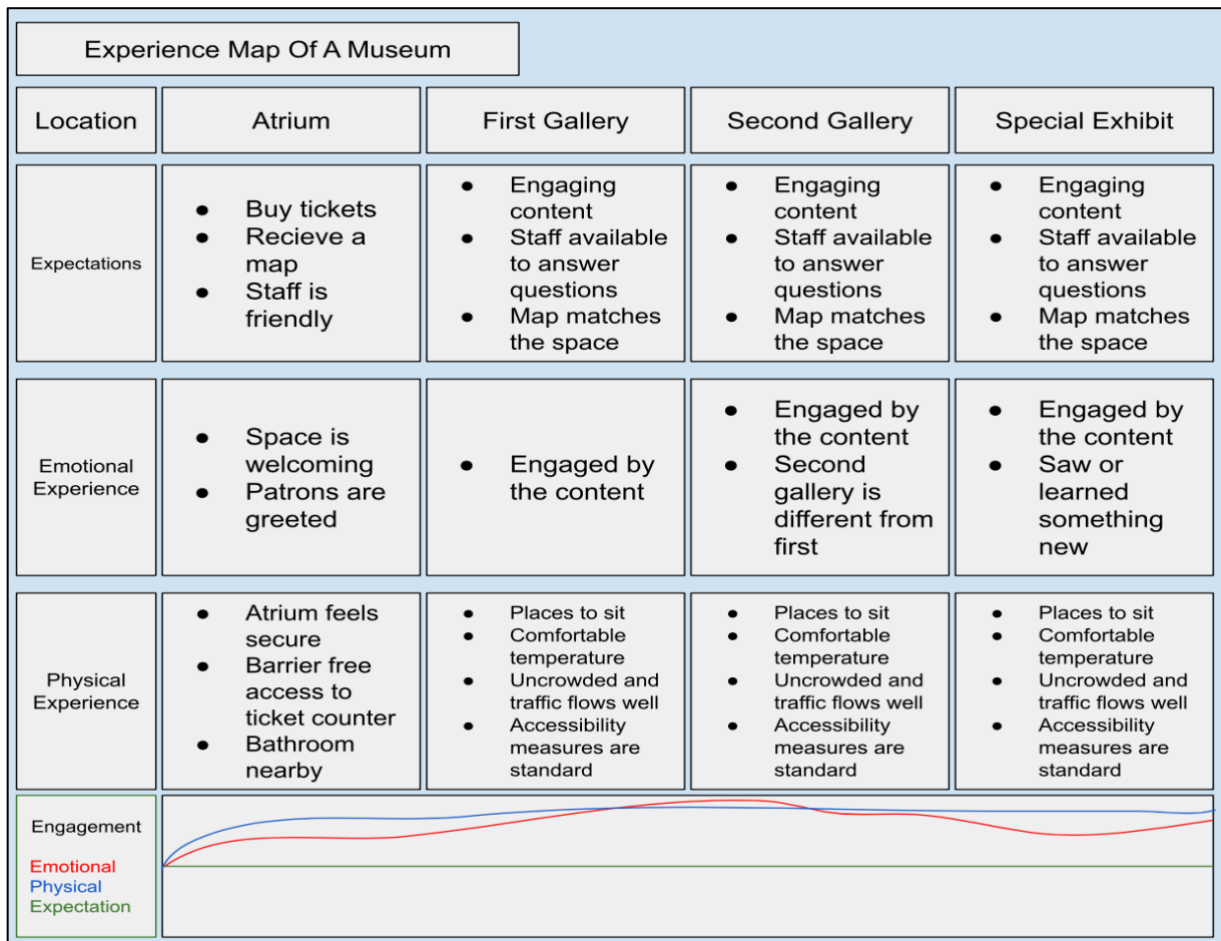 Experience Map Of A Museum
Location
Atrium
First Gallery
Second Gallery
Special Exhibit
Expectations
● Buy tickets
● Recieve a
map
● Staff is
friendly
● Engaging
content
● Staff available
to answer
questions
● Map matches
the space
● Engaging
content
● Staff available
to answer
questions
● Map matches
the space
● Engaging
content
● Staff available
to answer
questions
● Map matches
the space
Emotional
Experience
● Space is
welcoming
● Patrons are
greeted
● Engaged by
the content
● Engaged by
the content
● Second
gallery is
different from
first
● Engaged by
the content
● Saw or
learned
something
new
Physical
Experience
● Atrium feels
secure
● Barrier free
access to
ticket counter
● Bathroom
nearby
● Places to sit
● Comfortable
temperature
● Uncrowded and
traffic flows well
● Accessibility
measures are
standard
● Places to sit
● Comfortable
temperature
● Uncrowded and
traffic flows well
● Accessibility
measures are
standard
● Places to sit
● Comfortable
temperature
● Uncrowded and
traffic flows well
● Accessibility
measures are
standard
Engagement
Emotional
Physical
Expectation